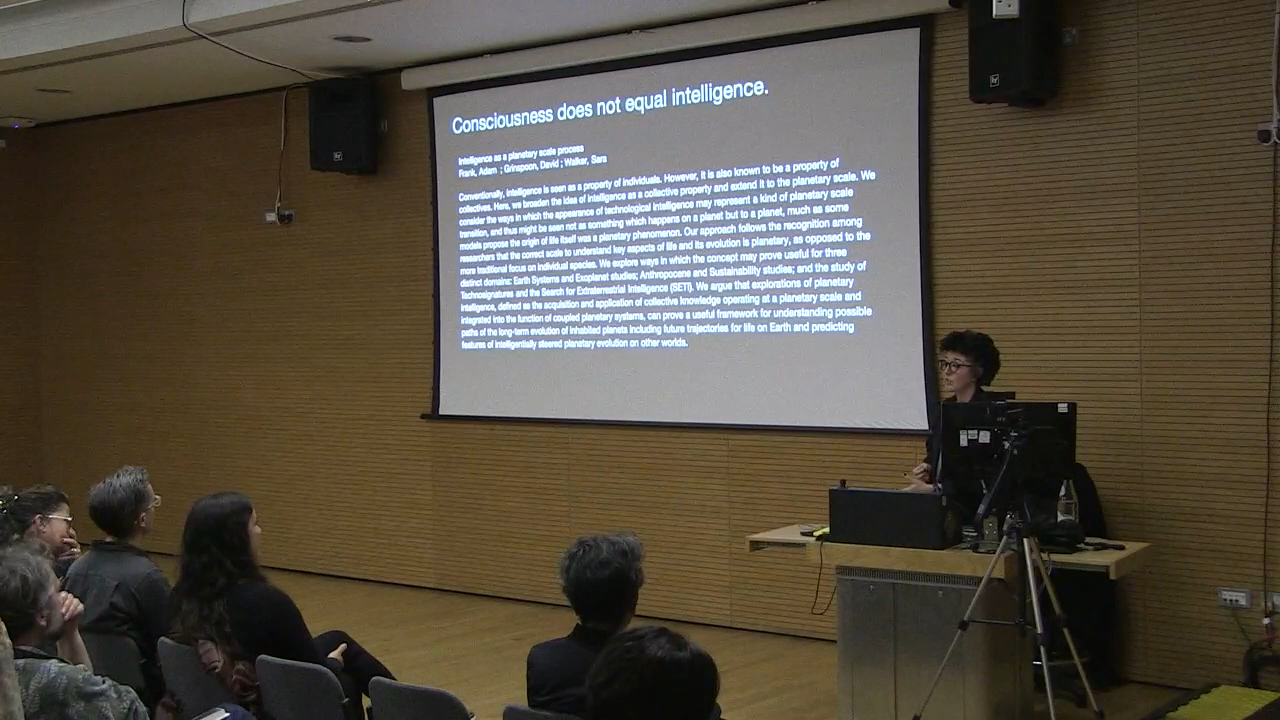 Consciousness does not equal intelligence.
Intelligence as a planetary scale process
Frank, Adam ; Grinspoon, David ; Walker, Sara
Conventionally, intelligence is seen as a property of individuals. However, it is also known to be a property of
collectives. Here, we broaden the idea of intelligence as a collective property and extend it to the planetary scale. We
consider the ways in which the appearance of technological intelligence may represent a kind of planetary scale
transition, and thus might be seen not as something which happens on a planet but to a planet, much as some
models propose the origin of life itself was a planetary phenomenon. Our approach follows the recognition among
researchers that the correct scale to understand key aspects of life and its evolution is planetary, as opposed to the
more traditional focus on individual species. We explore ways in which the concept may prove useful for three
distinct domains: Earth Systems and Exoplanet studies; Anthropocene and Sustainability studies; and the study of
Technosignatures and the Search for Extraterrestrial Intelligence (SETI). We argue that explorations of planetary
intelligence, defined as the acquisition and application of collective knowledge operating at a planetary scale and
integrated into the function of coupled planetary systems, can prove a useful framework for understanding possible
paths of the long-term evolution of inhabited planets including future trajectories for life on Earth and predicting
features of intelligentially steered planetary evolution on other worlds.